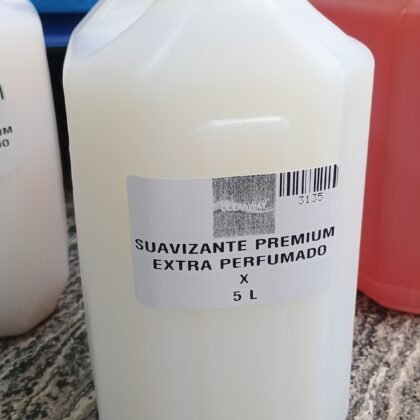 3135
SUAVIZANTE PREMIUM
EXTRA PERFUMADO
X
5 L